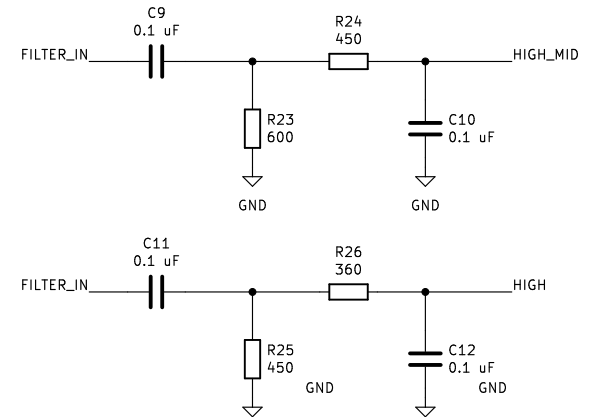 C9
0.1 uF
FILTER_IN
R24
450
HIGH_MID
R23
600
C10
0.1 uF
GND
GND
C11
0.1 uF
FILTER_IN
R26
360
HIGH
R25
450
GND
C12
0.1 uF
GND